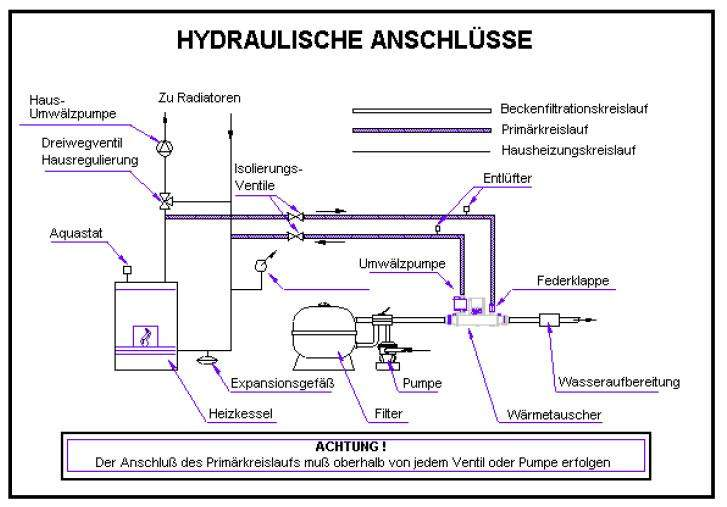 HYDRAULISCHE ANSCHLÜSSE
Haus-
Umwälzpumpe
Zu Radiatoren
Beckenfiltrationskreislauf
Primärkreislauf
Hausheizungskreislauf
Dreiwegventil
Hausregulierung
Isolierungs-
Ventile
Entlüfter
Aquastat
Umwälzpumpe
Federklappe
Expansionsgefäß
Pumpe
Wasseraufbereitung
Heizkessel
Filter
Wärmetauscher
ACHTUNG !
Der Anschluß des Primärkreislaufs muß oberhalb von jedem Ventil oder Pumpe erfolgen